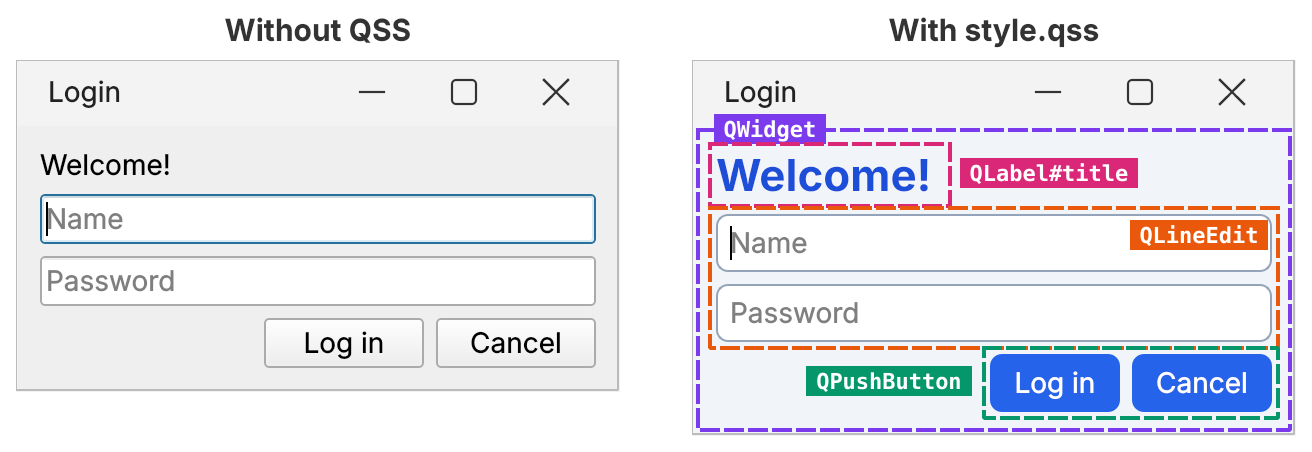 Without QSS
Login
Welcome!
Name
Password
Log in
Cancel
With style.qss
Login
QWidget
Welcome!
QLabel#title
Name
QLineEdit
Password
QPushButton
Log in
Cancel